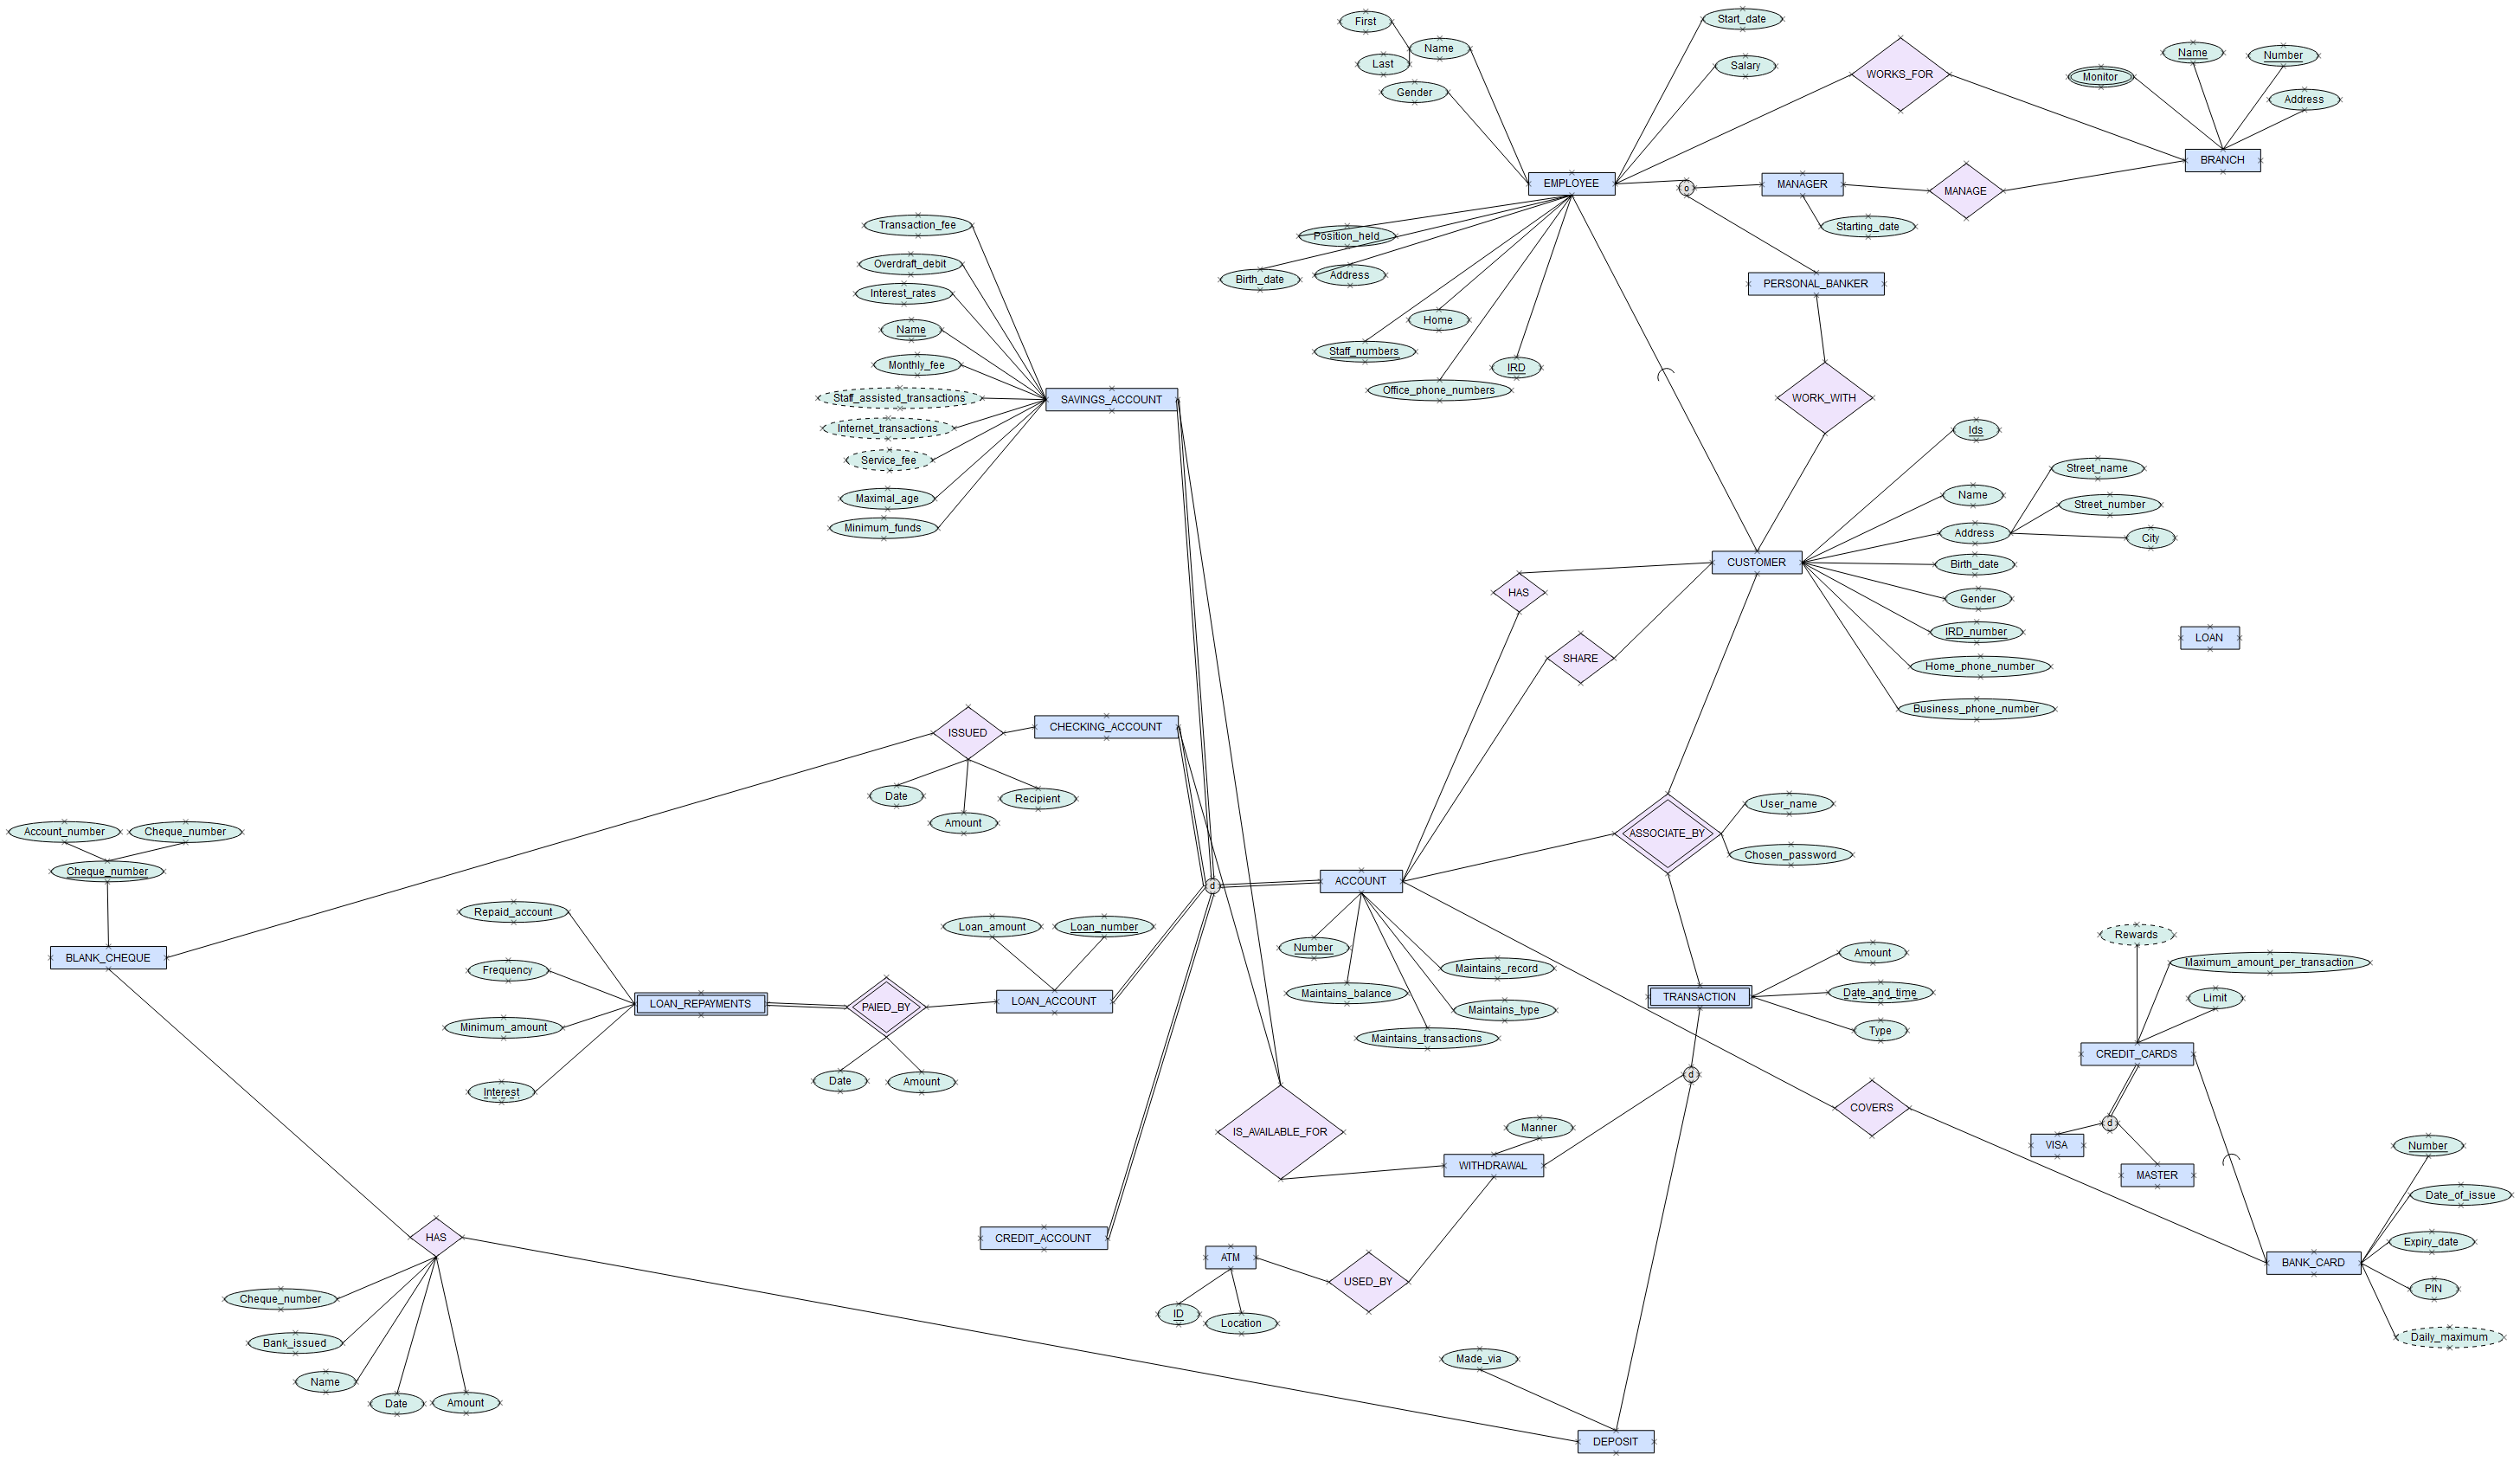 First
Name
Last
Gender
Start_date
Salary
WORKS_FOR
Name
Number
Monitor
Address
BRANCH
EMPLOYEE
o
MANAGER
MANAGE
Starting_date
Position_held
Birth_date
Address
PERSONAL_BANKER
Home
Staff_numbers
IRD
Office_phone_numbers
WORK_WITH
Transaction_fee
Overdraft_debit
Interest_rates
Name
Monthly_fee
Staff_assisted_transactions
Internet_transactions
Service_fee
Maximal_age
Minimum_funds
SAVINGS_ACCOUNT
Ids
Street_name
Name
Street_number
Address
City
CUSTOMER
Birth_date
Gender
IRD_number
Home_phone_number
Business_phone_number
LOAN
HAS
SHARE
ISSUED
CHECKING_ACCOUNT
Date
Amount
Recipient
Account_number
Cheque_number
Cheque_number
BLANK_CHEQUE
User_name
ASSOCIATE_BY
Chosen_password
d
ACCOUNT
Number
Maintains_record
Maintains_balance
Maintains_type
Maintains_transactions
Repaid_account
Frequency
Minimum_amount
Interest
LOAN_REPAYMENTS
PAIED_BY
Date
Amount
Loan_amount
Loan_number
LOAN_ACCOUNT
Amount
TRANSACTION
Date_and_time
Type
d
Rewards
Maximum_amount_per_transaction
Limit
CREDIT_CARDS
COVERS
d
VISA
MASTER
Number
Date_of_issue
Expiry_date
BANK_CARD
PIN
Daily_maximum
IS_AVAILABLE_FOR
Manner
WITHDRAWAL
CREDIT_ACCOUNT
ATM
USED_BY
ID
Location
HAS
Cheque_number
Bank_issued
Name
Date
Amount
Made_via
DEPOSIT